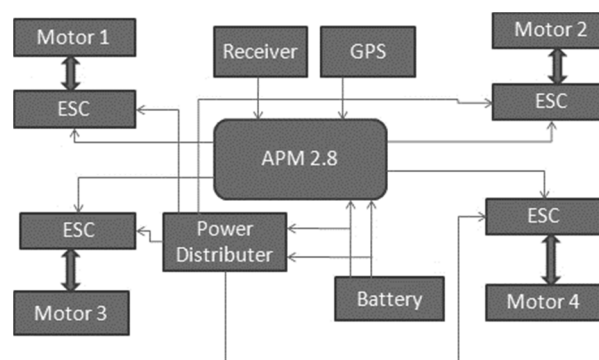 Motor 1
Receiver
GPS
Motor 2
ESC
ESC
APM 2.8
ESC
Power
Distributer
ESC
Motor 3
Battery
Motor 4